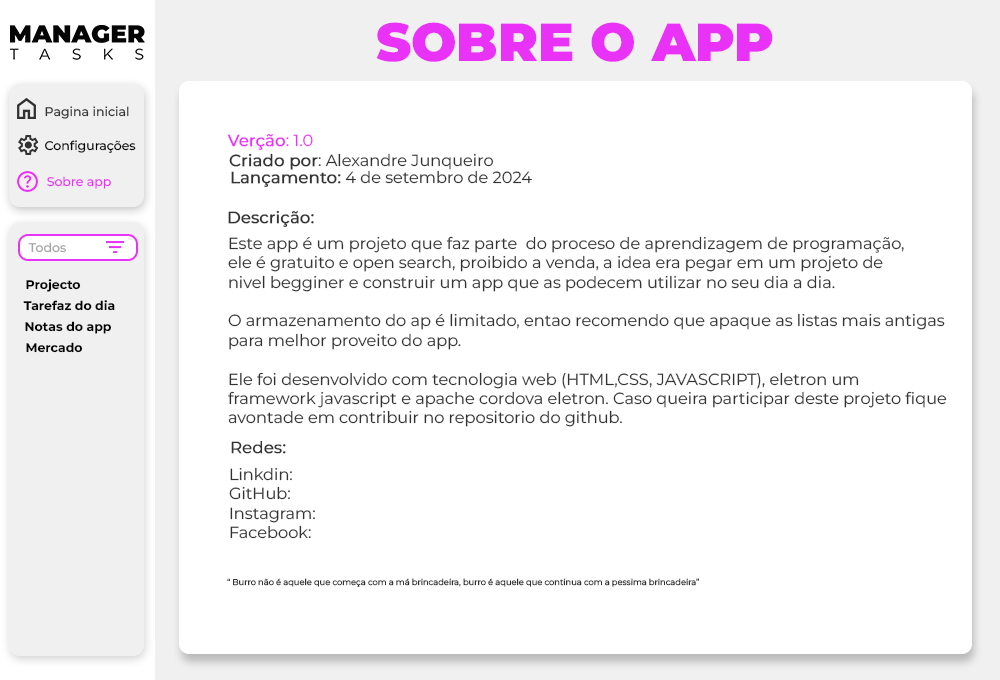 MANAGER
TASKS
Pagina inicial
Configurações
Sobre app
Todos
Projecto
Tarefaz do dia
Notas do app
Mercado
SOBRE O APP
Verção: 1.0
Criado por: Alexandre Junqueiro
Lançamento: 4 de setembro de 2024
Descrição:
Este app é um projeto que faz parte  do proceso de aprendizagem de programação,
ele é gratuito e open search, proibido a venda, a idea era pegar em um projeto de
nivel begginer e construir um app que as podecem utilizar no seu dia a dia.
O armazenamento do ap é limitado, entao recomendo que apaque as listas mais antigas
para melhor proveito do app.
Ele foi desenvolvido com tecnologia web (HTML,CSS, JAVASCRIPT), eletron um
framework javascript e apache cordova eletron. Caso queira participar deste projeto fique
avontade em contribuir no repositorio do github.
Redes:
Linkdin:
GitHub:
Instagram:
Facebook:
“ Burro não é aquele que começa com a má brincadeira, burro é aquele que continua com a pessima brincadeira”